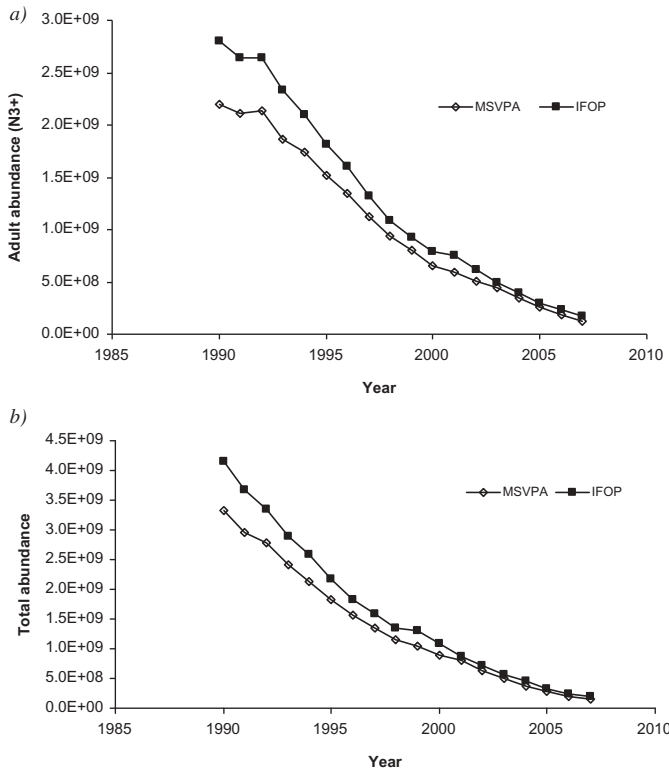 a)
3.0E+09
2.5E+09
2.0E+09
1.5E+09
1.0E+09
5.0E+08
0.0E+00
Adult abundance (N3+)
MSVPA IFOP
1985 1990 1995 2000 2005 2010
Year
b)
4.5E+09
4.0E+09
3.5E+09
3.0E+09
2.5E+09
2.0E+09
1.5E+09
1.0E+09
5.0E+08
0.0E+00
Total abundance
MSVPA IFOP
1985 1990 1995 2000 2005 2010
Year